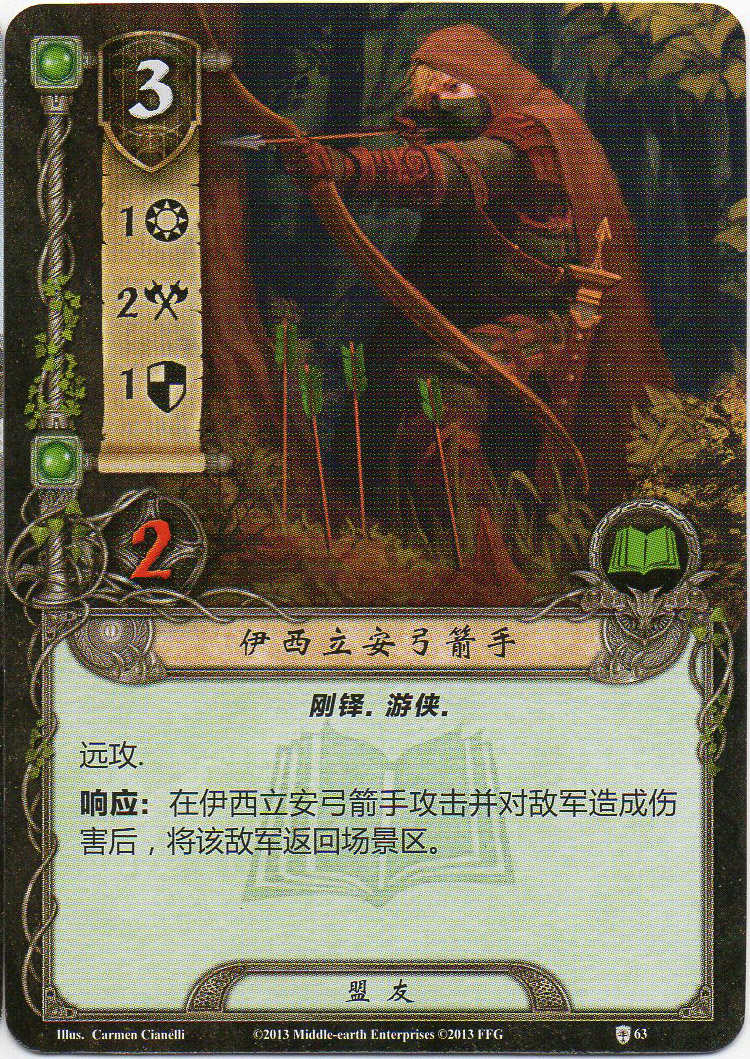 3
1
2
1
2
伊西立安弓箭手
刚铎. 游侠.
远攻.
响应：在伊西立安弓箭手攻击并对敌军造成伤
害后，将该敌军返回场景区。
盟友
Illus. Carmen Cianelli ©2013 Middle-earth Enterprises ©2013 FFG 63